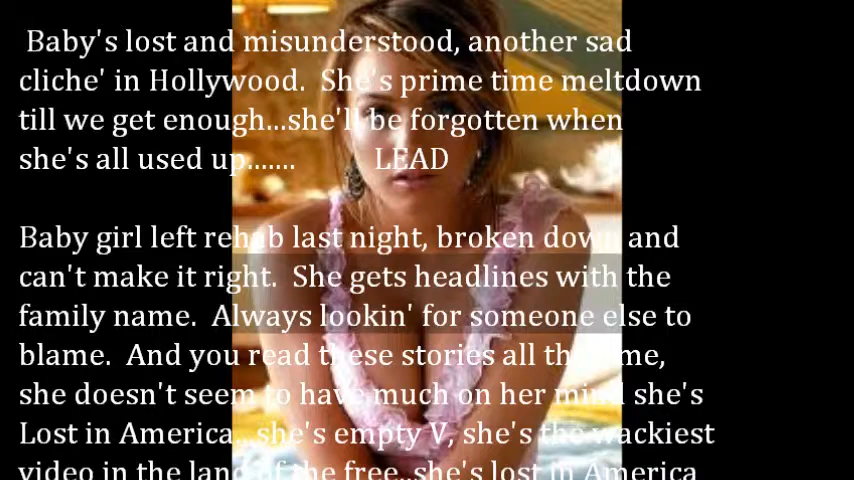 Baby's lost and misunderstood, another sad
cliche' in Hollywood. She's prime time meltdown
till we get enough...she'll be forgotten when
she's all used up....... LEAD
Baby girl left rehab last night, broken down and
can't make it right. She gets headlines with the
family name. Always lookin' for someone else to
blame. And you read these stories all the time,
she doesn't seem to have much on her mind she's
Lost in America...she's empty V, she's the wackiest
video in the land of the free..she's lost in America